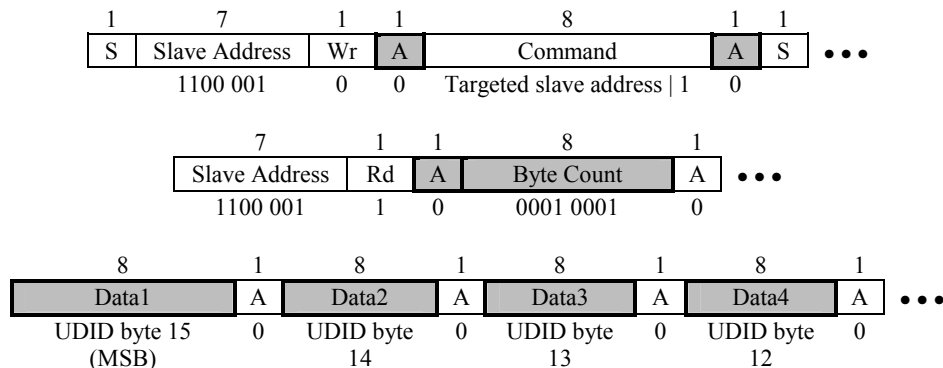 1 7 1 1 8 1 1
S Slave Address Wr A Command A S •••
1100 001 0 0 Targeted slave address | 1 0
7 1 1 8 1
Slave Address Rd A Byte Count A •••
1100 001 1 0 0001 0001 0
8 1 8 1 8 1 8 1
Data1 A Data2 A Data3 A Data4 A •••
UDID byte 15 0 UDID byte 0 UDID byte 0 UDID byte 0
(MSB) 14 13 12